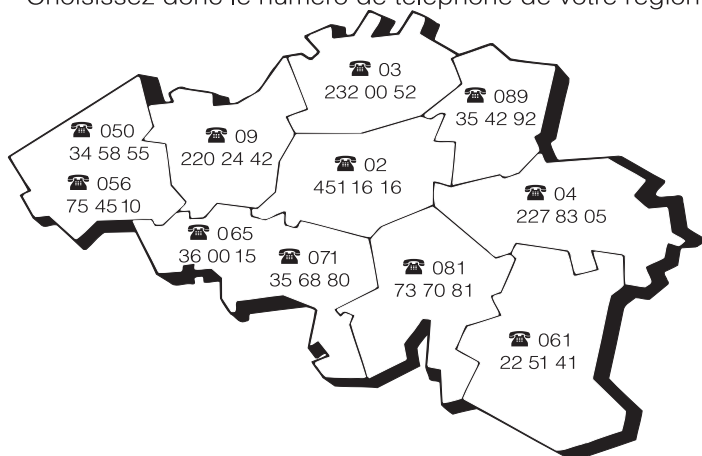 Choisissez donc le numéro de téléphone de votre région
☎ 03
232 00 52
☎ 089
35 42 92
☎ 050
34 58 55
☎ 056
75 45 10
☎ 09
220 24 42
☎ 02
451 16 16
☎ 04
227 83 05
☎ 065
36 00 15
☎ 071
35 68 80
☎ 081
73 70 81
☎ 061
22 51 41